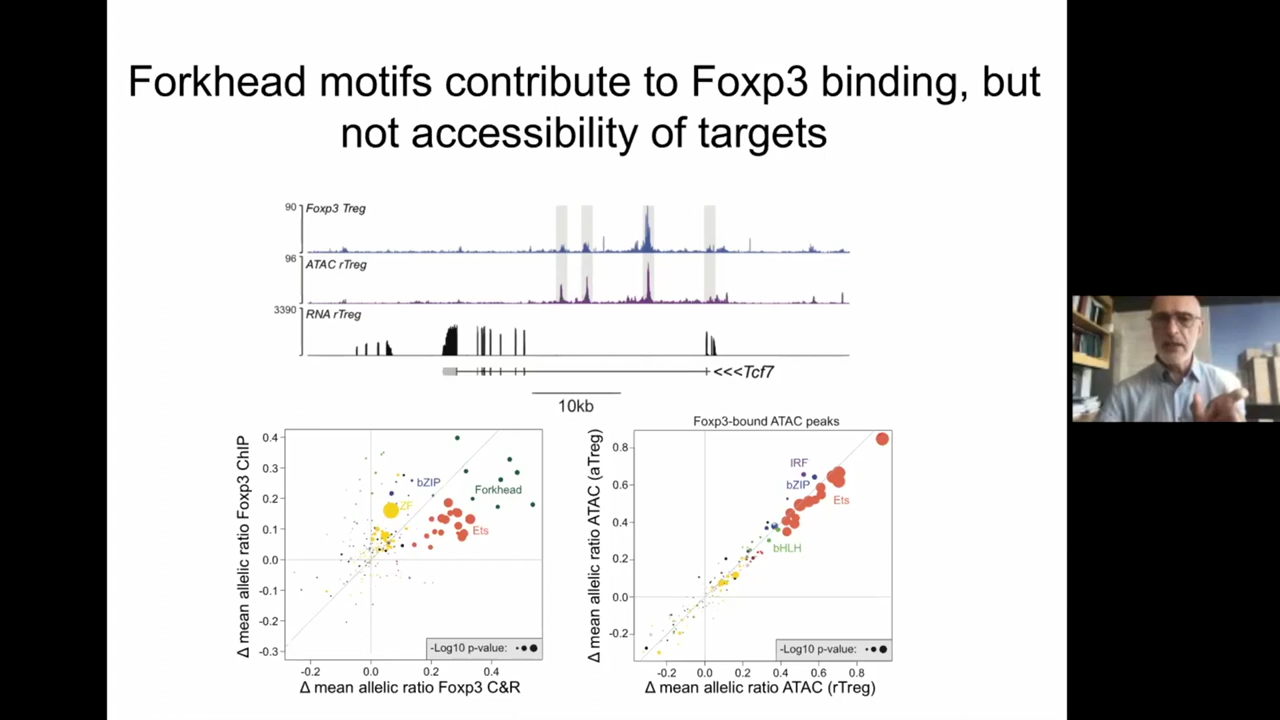 Forkhead motifs contribute to Foxp3 binding, but
not accessibility of targets
90
Foxp3 Treg
96
ATAC rTreg
3390
RNA rTreg
<<<Tcf7
10kb
Δ mean allelic ratio Foxp3 ChIP
0.4
0.3
0.2
0.1
0.0
-0.1
-0.2
-0.3
bZIP
Forkhead
ZF
Ets
-Log10 p-value:
-0.2 0.0 0.2 0.4
Δ mean allelic ratio Foxp3 C&R
Foxp3-bound ATAC peaks
Δ mean allelic ratio ATAC (aTreg)
0.8
0.6
0.4
0.2
0.0
-0.2
IRF
bZIP
Ets
bHLH
-Log10 p-value:
-0.2 0.0 0.2 0.4 0.6 0.8
Δ mean allelic ratio ATAC (rTreg)